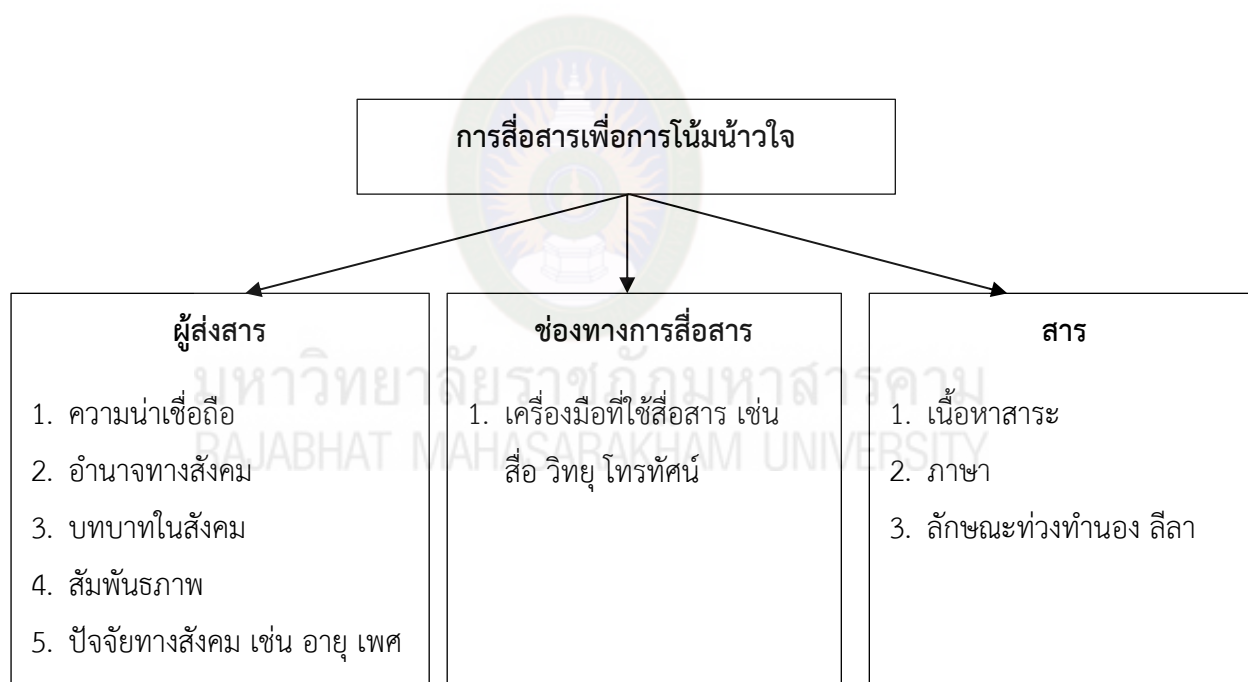 การสื่อสารเพื่อการโน้มน้าวใจ
ผู้ส่งสาร
1. ความน่าเชื่อถือ
2. อำนาจทางสังคม
3. บทบาทในสังคม
4. สัมพันธภาพ
5. ปัจจัยทางสังคม เช่น อายุ เพศ
ช่องทางการสื่อสาร
1. เครื่องมือที่ใช้สื่อสาร เช่น
สื่อ วิทยุ โทรทัศน์
สาร
1. เนื้อหาสาระ
2. ภาษา
3. ลักษณะท่วงทำนอง ลีลา
มหาวิทยาลัยราชภัฏมหาสารคาม
RAJABHAT MAHASARAKHAM UNIVERSITY